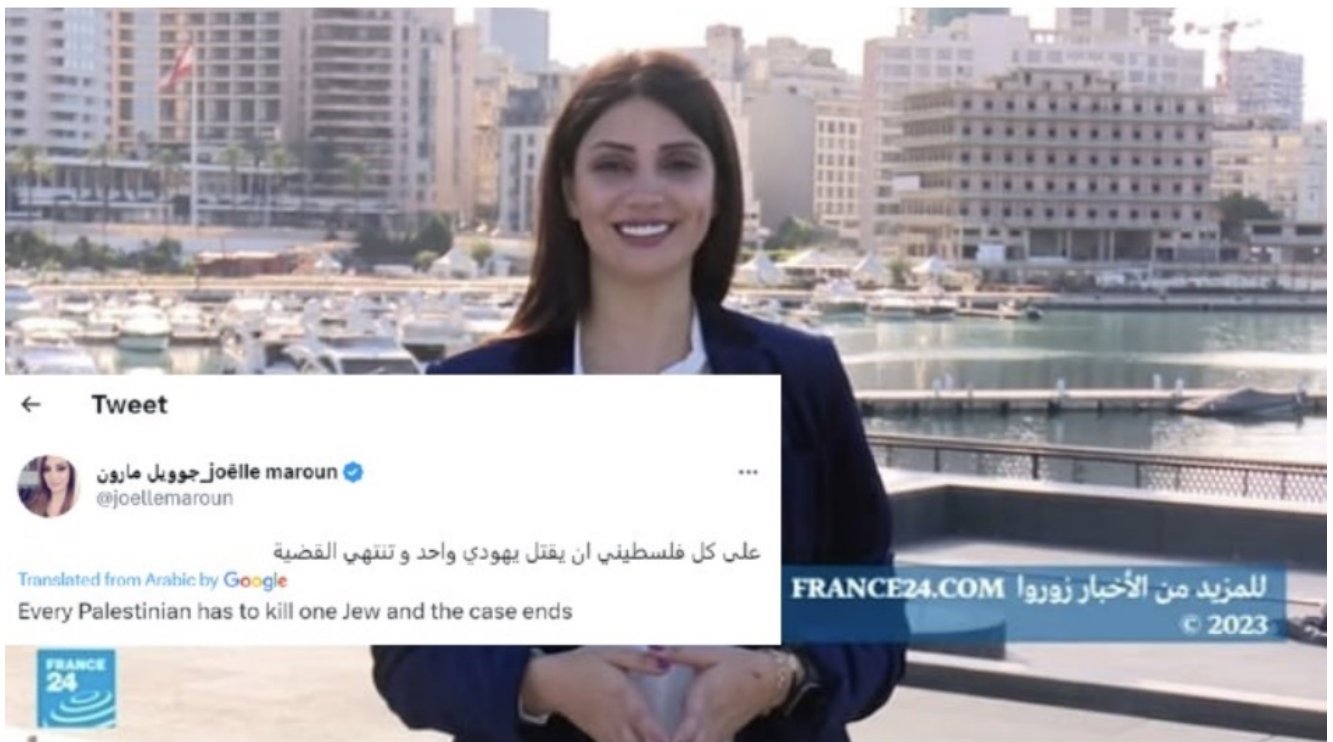 ← Tweet
جوويل مارون_joëlle maroun
@joellemaroun
على كل فلسطيني ان يقتل يهودي واحد و تنتهي القضية
Translated from Arabic by Google
Every Palestinian has to kill one Jew and the case ends
للمزيد من الأخبار زوروا FRANCE24.COM
© 2023
FRANCE
24